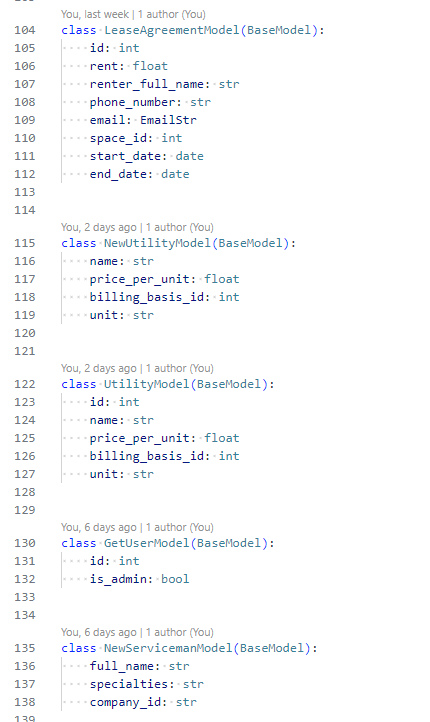 You, last week | 1 author (You)
104 class LeaseAgreementModel(BaseModel):
105 ····id: int
106 ····rent: float
107 ····renter_full_name: str
108 ····phone_number: str
109 ····email: EmailStr
110 ····space_id: int
111 ····start_date: date
112 ····end_date: date
113
114
You, 2 days ago | 1 author (You)
115 class NewUtilityModel(BaseModel):
116 ····name: str
117 ····price_per_unit: float
118 ····billing_basis_id: int
119 ····unit: str
120
121
You, 2 days ago | 1 author (You)
122 class UtilityModel(BaseModel):
123 ····id: int
124 ····name: str
125 ····price_per_unit: float
126 ····billing_basis_id: int
127 ····unit: str
128
129
You, 6 days ago | 1 author (You)
130 class GetUserModel(BaseModel):
131 ····id: int
132 ····is_admin: bool
133
134
You, 6 days ago | 1 author (You)
135 class NewServicemanModel(BaseModel):
136 ····full_name: str
137 ····specialties: str
138 ····company_id: str
139